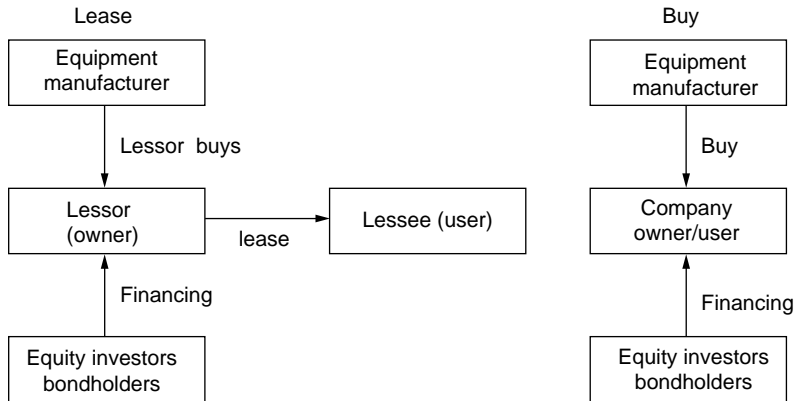 Lease
Equipment
manufacturer
Lessor buys
Lessor
(owner)
lease
Lessee (user)
Financing
Equity investors
bondholders
Buy
Equipment
manufacturer
Buy
Company
owner/user
Financing
Equity investors
bondholders